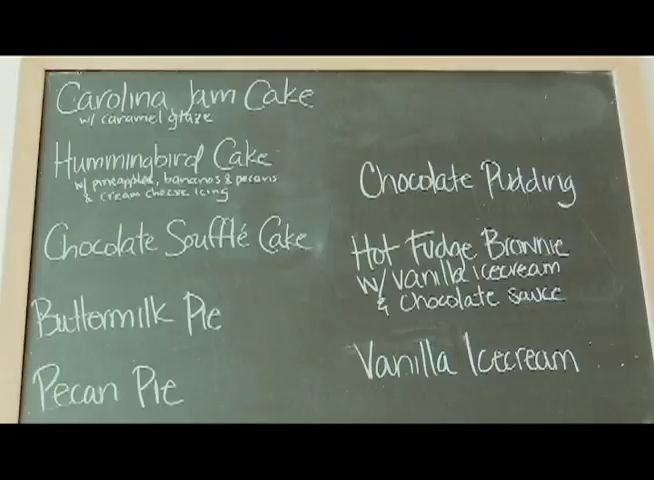 Carolina Jam Cake
w/ caramel glaze
Hummingbird Cake
w/ pineapples, bananas & pecans
& cream cheese icing
Chocolate Soufflé Cake
Buttermilk Pie
Pecan Pie
Chocolate Pudding
Hot Fudge Brownie
w/ vanilla icecream
& chocolate sauce
Vanilla Icecream